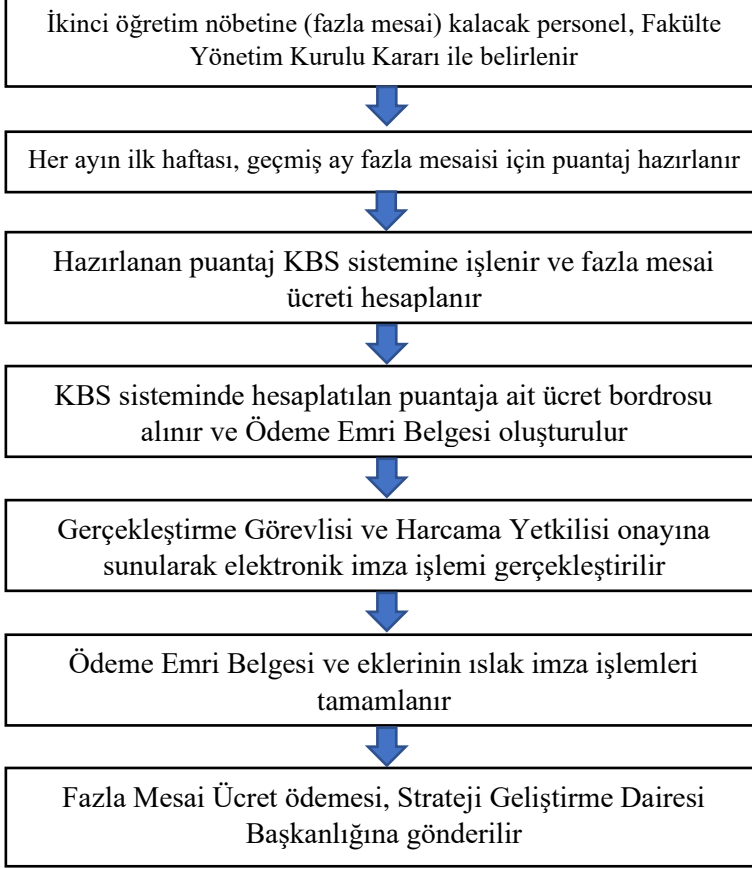 İkinci öğretim nöbetine (fazla mesai) kalacak personel, Fakülte
Yönetim Kurulu Kararı ile belirlenir
Her ayın ilk haftası, geçmiş ay fazla mesaisi için puantaj hazırlanır
Hazırlanan puantaj KBS sistemine işlenir ve fazla mesai
ücreti hesaplanır
KBS sisteminde hesaplatılan puantaja ait ücret bordrosu
alınır ve Ödeme Emri Belgesi oluşturulur
Gerçekleştirme Görevlisi ve Harcama Yetkilisi onayına
sunularak elektronik imza işlemi gerçekleştirilir
Ödeme Emri Belgesi ve eklerinin ıslak imza işlemleri
tamamlanır
Fazla Mesai Ücret ödemesi, Strateji Geliştirme Dairesi
Başkanlığına gönderilir